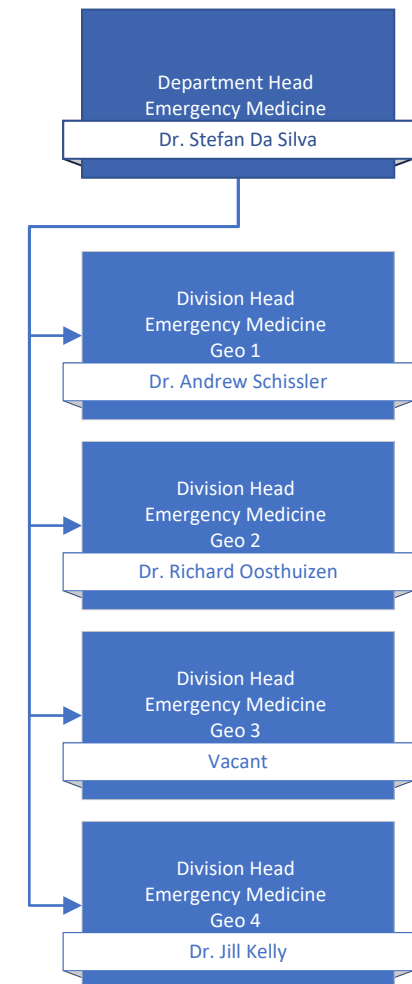 Department Head
Emergency Medicine
Dr. Stefan Da Silva
Division Head
Emergency Medicine
Geo 1
Dr. Andrew Schissler
Division Head
Emergency Medicine
Geo 2
Dr. Richard Oosthuizen
Division Head
Emergency Medicine
Geo 3
Vacant
Division Head
Emergency Medicine
Geo 4
Dr. Jill Kelly